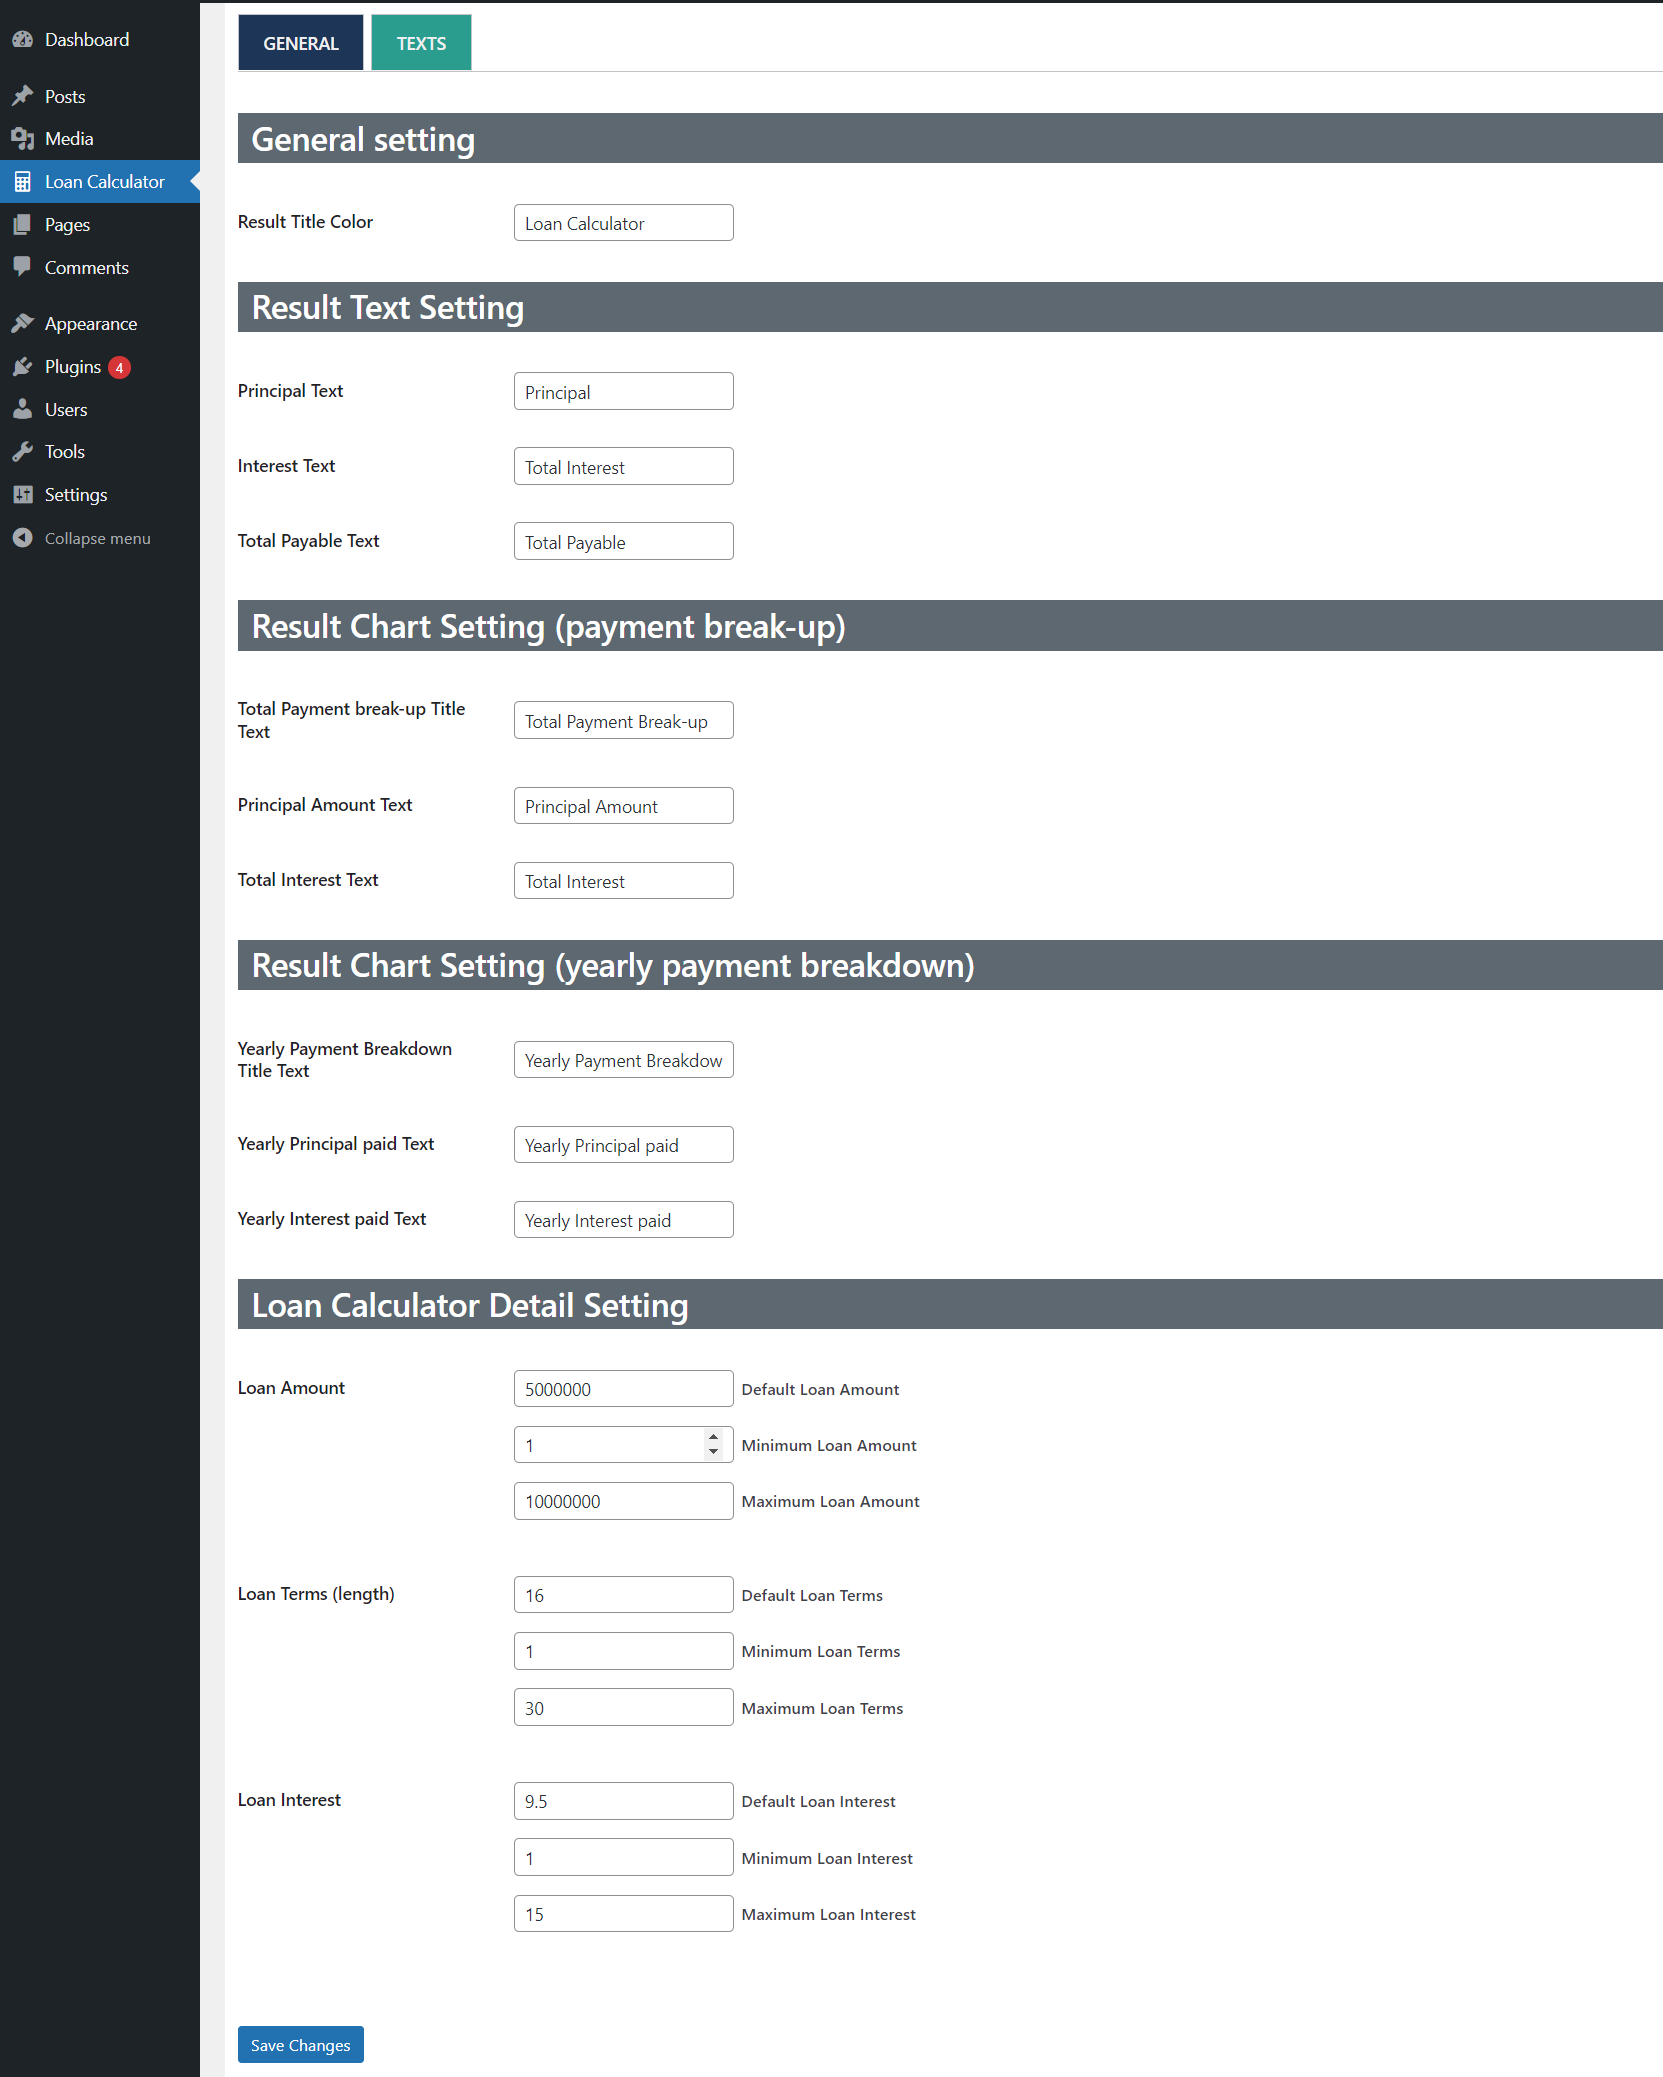 Dashboard
Posts
Media
Loan Calculator
Pages
Comments
Appearance
Plugins 4
Users
Tools
Settings
Collapse menu
GENERAL TEXTS
General setting
Result Title Color Loan Calculator
Result Text Setting
Principal Text Principal
Interest Text Total Interest
Total Payable Text Total Payable
Result Chart Setting (payment break-up)
Total Payment break-up Title
Text
Total Payment Break-up
Principal Amount Text Principal Amount
Total Interest Text Total Interest
Result Chart Setting (yearly payment breakdown)
Yearly Payment Breakdown
Title Text
Yearly Payment Breakdow
Yearly Principal paid Text Yearly Principal paid
Yearly Interest paid Text Yearly Interest paid
Loan Calculator Detail Setting
Loan Amount 5000000 Default Loan Amount
1 Minimum Loan Amount
10000000 Maximum Loan Amount
Loan Terms (length) 16 Default Loan Terms
1 Minimum Loan Terms
30 Maximum Loan Terms
Loan Interest 9.5 Default Loan Interest
1 Minimum Loan Interest
15 Maximum Loan Interest
Save Changes